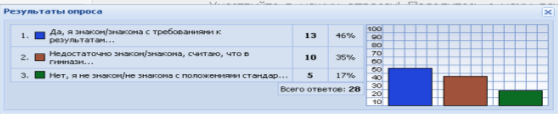 Результаты опроса
1. Да, я знаком/знакома с требованиями к
результатам...
13 46%
2. Недостаточно знаком/знакома, считаю, что в
гимнази...
10 35%
3. Нет, я не знаком/не знакома с положениями стандар...
5 17%
Всего ответов: 28
100
90
80
70
60
50
40
30
20
10